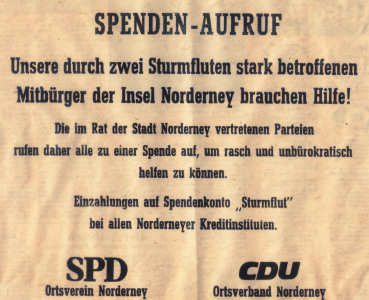 SPENDEN-AUFRUF
Unsere durch zwei Sturmfluten stark betroffenen
Mitbürger der Insel Norderney brauchen Hilfe!
Die im Rat der Stadt Norderney vertretenen Parteien
rufen daher alle zu einer Spende auf, um rasch und unbürokratisch
helfen zu können.
Einzahlungen auf Spendenkonto „Sturmflut"
bei allen Norderneyer Kreditinstituten.
SPD CDU
Ortsverein Norderney Ortsverband Norderney